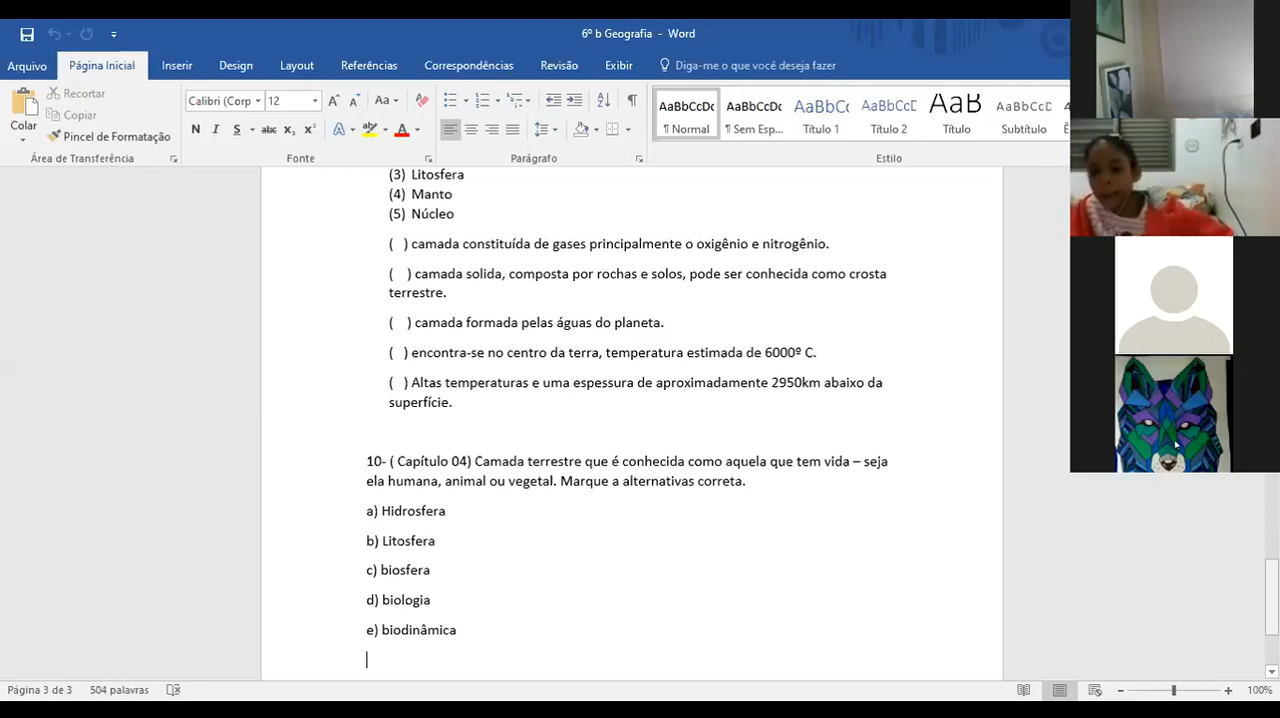 6º b Geografia - Word
Arquivo
Página Inicial
Inserir
Design
Layout
Referências
Correspondências
Revisão
Exibir
Diga-me o que você deseja fazer
Colar
Recortar
Copiar
Pincel de Formatação
Área de Transferência
Calibri (Corp
12
Aa
N I S abc x₂ x²
Fonte
Parágrafo
AaBbCcDc AaBbCcDc AaBbCc AaBbCcD AaB AaBbCcD
¶ Normal
¶ Sem Esp...
Título 1
Título 2
Título
Subtítulo
Estilo
(3) Litosfera
(4) Manto
(5) Núcleo
( ) camada constituída de gases principalmente o oxigênio e nitrogênio.
( ) camada solida, composta por rochas e solos, pode ser conhecida como crosta
terrestre.
( ) camada formada pelas águas do planeta.
( ) encontra-se no centro da terra, temperatura estimada de 6000º C.
( ) Altas temperaturas e uma espessura de aproximadamente 2950km abaixo da
superfície.
10- ( Capítulo 04) Camada terrestre que é conhecida como aquela que tem vida – seja
ela humana, animal ou vegetal. Marque a alternativas correta.
a) Hidrosfera
b) Litosfera
c) biosfera
d) biologia
e) biodinâmica
Página 3 de 3
504 palavras
100%